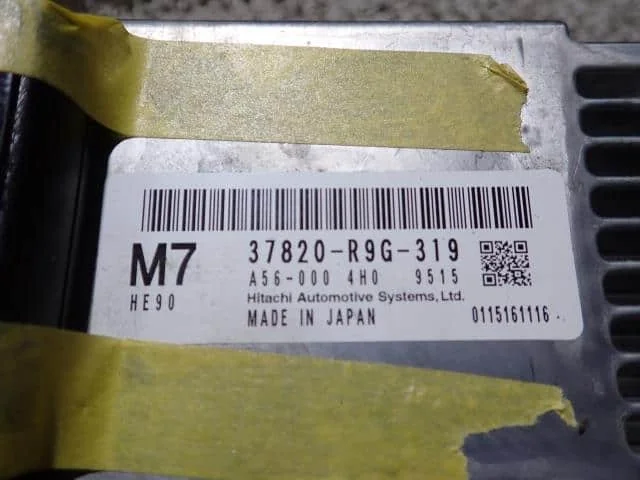 M7 37820-R9G-319
HE90 A56-000 4H0 9515
Hitachi Automotive Systems, Ltd.
MADE IN JAPAN 0115161116